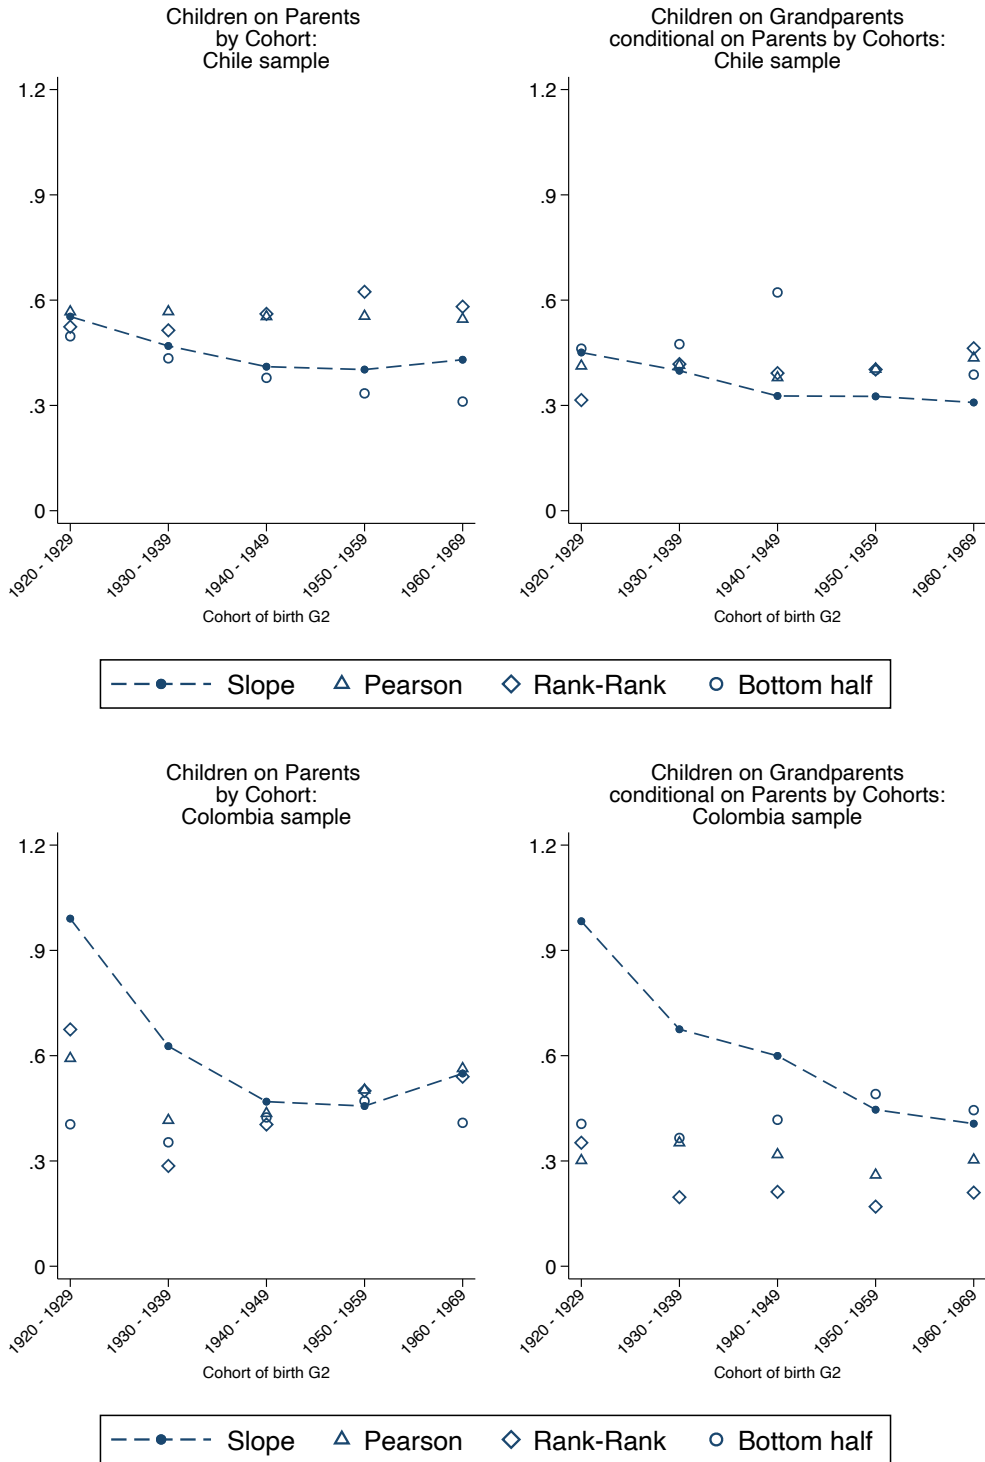 Children on Parents
by Cohort:
Chile sample
1.2
.9
.6
.3
0
1920 - 1929
1930 - 1939
1940 - 1949
1950 - 1959
1960 - 1969
Cohort of birth G2
Children on Grandparents
conditional on Parents by Cohorts:
Chile sample
1.2
.9
.6
.3
0
1920 - 1929
1930 - 1939
1940 - 1949
1950 - 1959
1960 - 1969
Cohort of birth G2
Slope Pearson Rank-Rank Bottom half
Children on Parents
by Cohort:
Colombia sample
1.2
.9
.6
.3
0
1920 - 1929
1930 - 1939
1940 - 1949
1950 - 1959
1960 - 1969
Cohort of birth G2
Children on Grandparents
conditional on Parents by Cohorts:
Colombia sample
1.2
.9
.6
.3
0
1920 - 1929
1930 - 1939
1940 - 1949
1950 - 1959
1960 - 1969
Cohort of birth G2
Slope Pearson Rank-Rank Bottom half